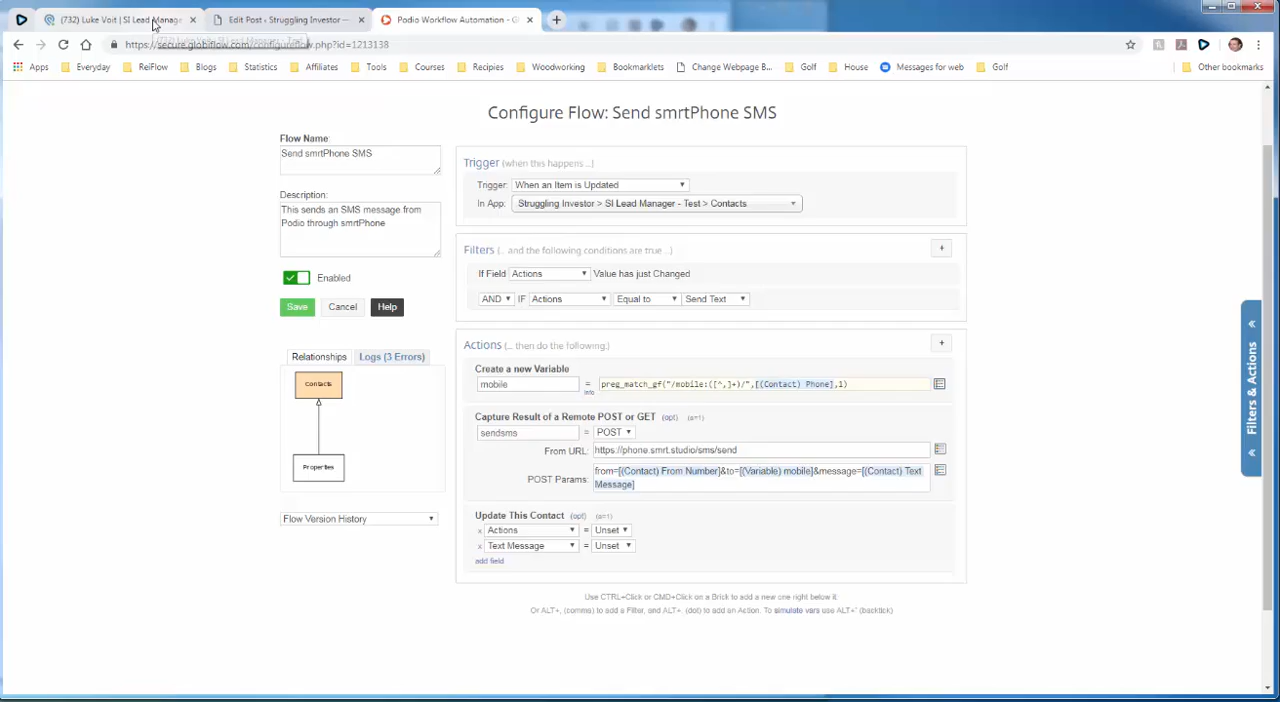 (732) Luke Voit | SI Lead Manage
Edit Post ‹ Struggling Investor —
Podio Workflow Automation - G
https://secure.globiflow.com/configureflow.php?id=1213138
Apps
Everyday
ReiFlow
Blogs
Statistics
Affiliates
Tools
Courses
Recipies
Woodworking
Bookmarklets
Change Webpage B...
Golf
House
Messages for web
Golf
Other bookmarks
Configure Flow: Send smrtPhone SMS
Flow Name:
Send smrtPhone SMS
Description:
This sends an SMS message from
Podio through smrtPhone
Enabled
Save
Cancel
Help
Relationships
Logs (3 Errors)
Contacts
Properties
Flow Version History
Trigger (when this happens ..)
Trigger: When an Item is Updated
In App: Struggling Investor > SI Lead Manager - Test > Contacts
Filters (.. and the following conditions are true ..)
+
If Field Actions Value has just Changed
AND IF Actions Equal to Send Text
Actions (.. then do the following:)
+
Create a new Variable
mobile = preg_match_gf("/mobile:([^,]+)/",[(Contact) Phone],1)
info
Capture Result of a Remote POST or GET (opt) (a=1)
sendsms = POST
From URL: https://phone.smrt.studio/sms/send
POST Params: from=[(Contact) From Number]&to=[(Variable) mobile]&message=[(Contact) Text
Message]
Update This Contact (opt) (a=1)
x Actions = Unset
x Text Message = Unset
add field
Use CTRL+Click or CMD+Click on a Brick to add a new one right below it.
Or ALT+, (comma) to add a Filter, and ALT+. (dot) to add an Action. To simulate vars use ALT+` (backtick)
Filters & Actions